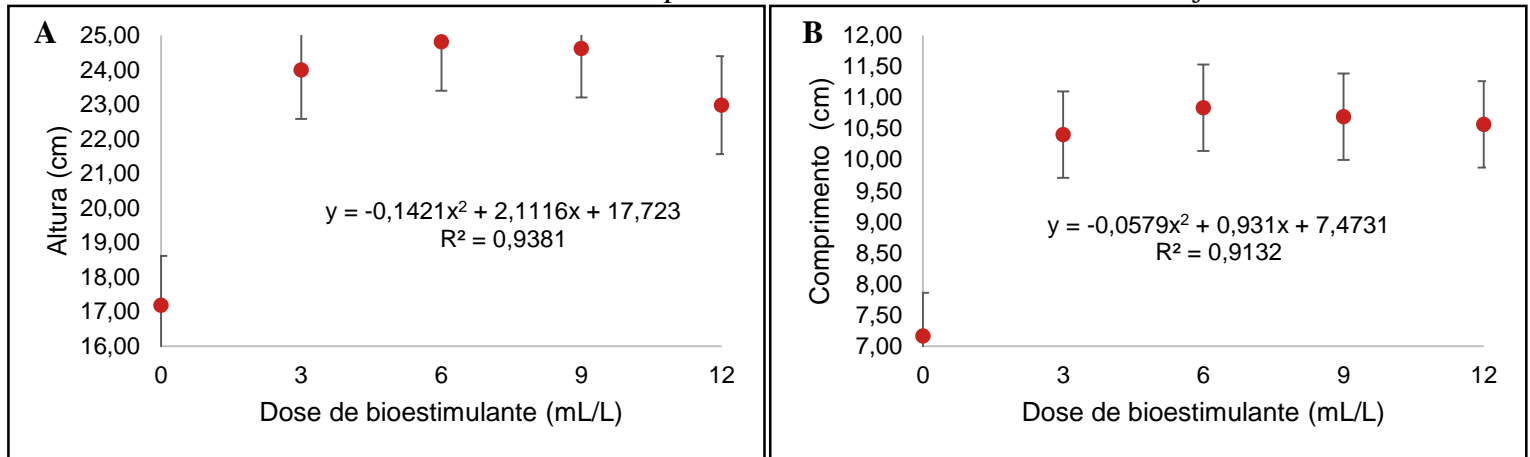 A
25,00
24,00
23,00
22,00
21,00
20,00
19,00
18,00
17,00
16,00
Altura (cm)
y = -0,1421x² + 2,1116x + 17,723
R² = 0,9381
0 3 6 9 12
Dose de bioestimulante (mL/L)
B
12,00
11,50
11,00
10,50
10,00
9,50
9,00
8,50
8,00
7,50
7,00
Comprimento (cm)
y = -0,0579x² + 0,931x + 7,4731
R² = 0,9132
0 3 6 9 12
Dose de bioestimulante (mL/L)